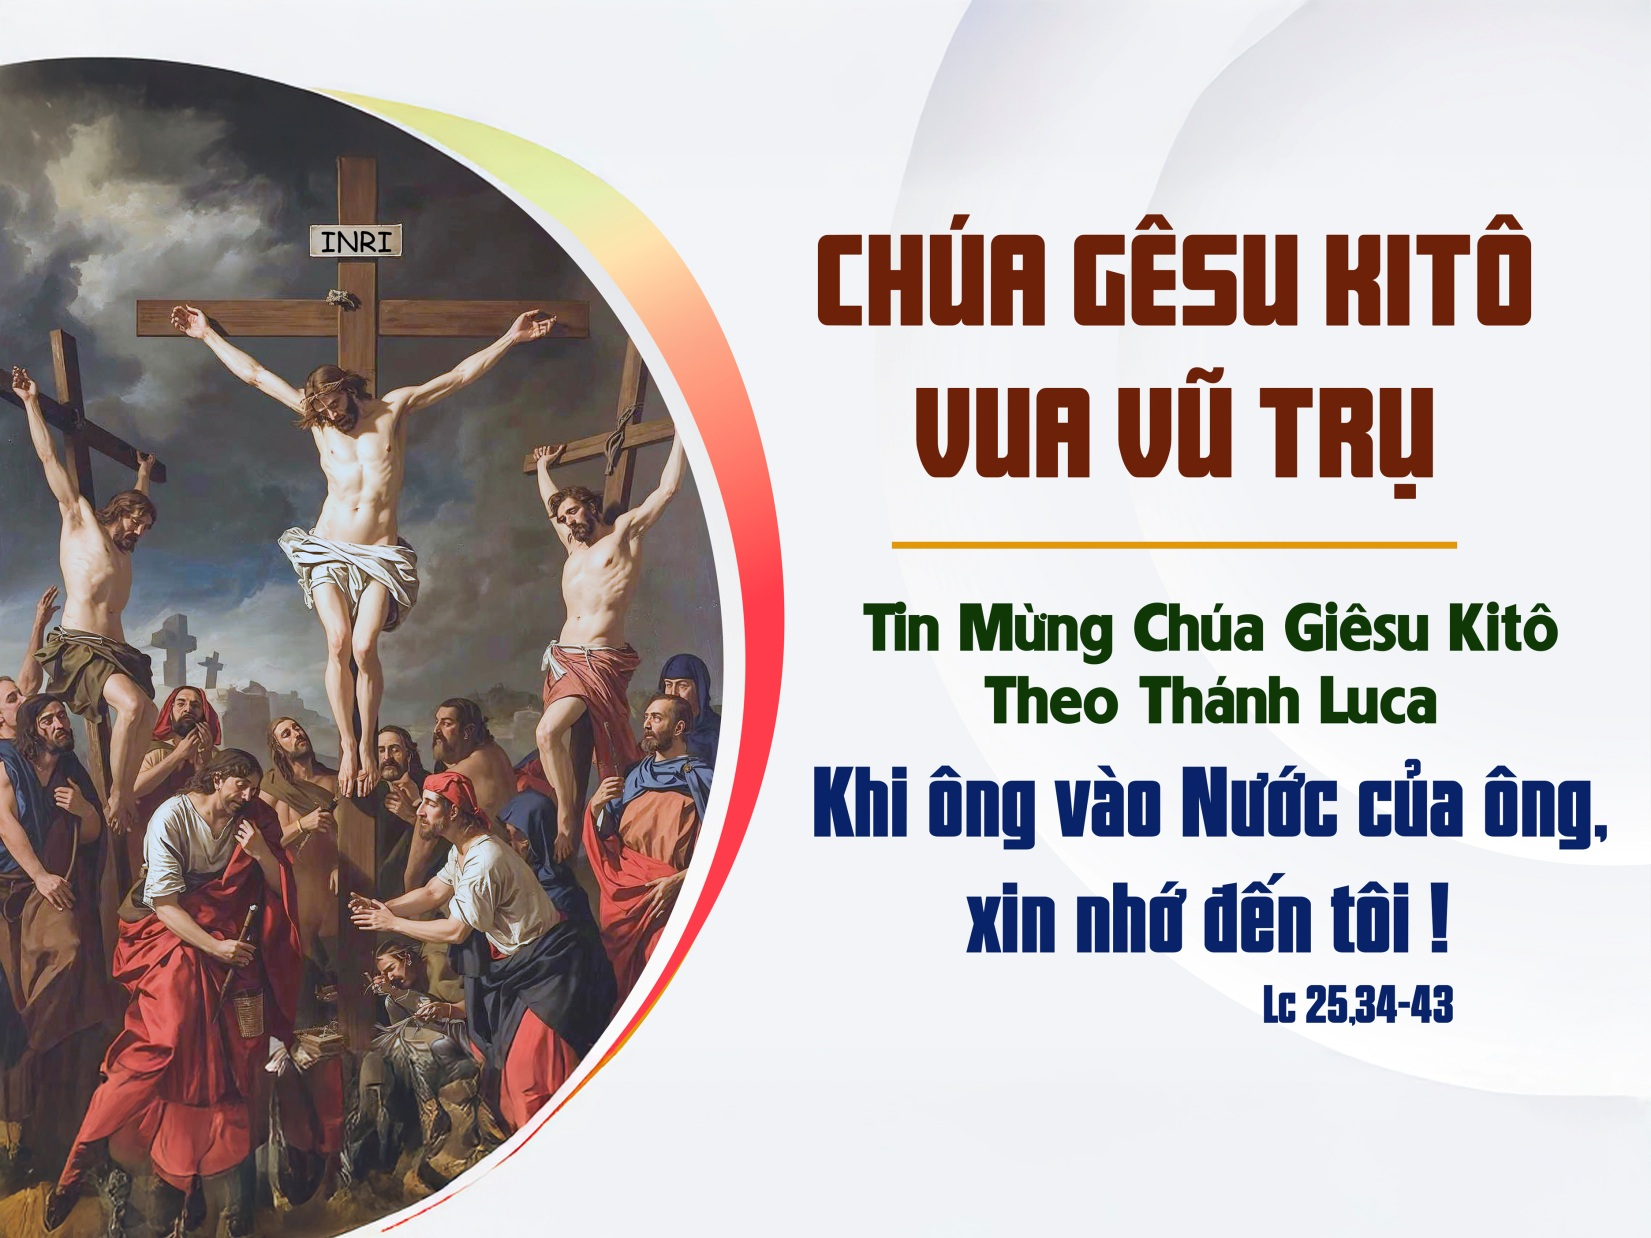 INRI
CHÚA GÊSU KITÔ
VUA VŨ TRỤ
Tin Mừng Chúa Giêsu Kitô
Theo Thánh Luca
Khi ông vào Nước của ông,
xin nhớ đến tôi !
Lc 25,34-43